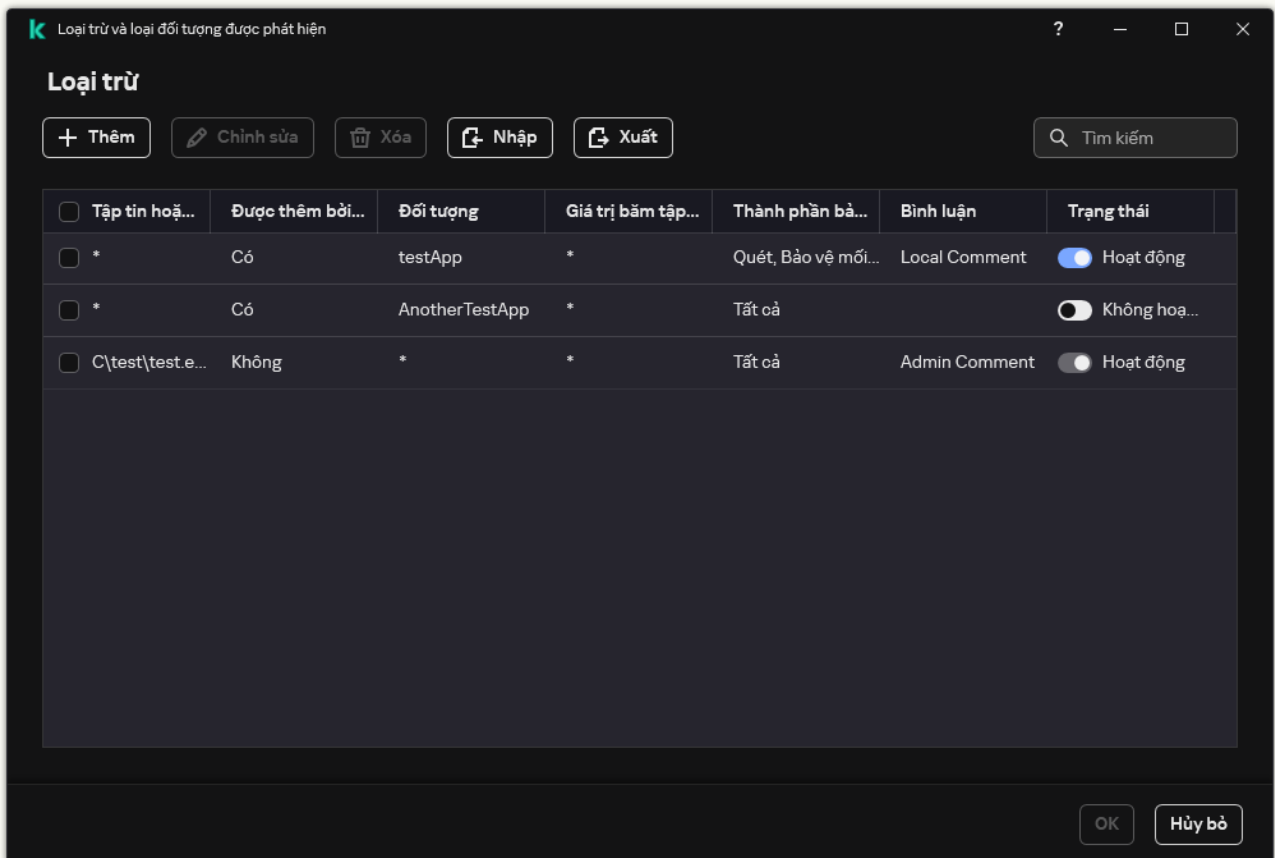 Loại trừ và loại đối tượng được phát hiện ?
Loại trừ
Thêm Chỉnh sửa Xóa Nhập Xuất Tìm kiếm
Tập tin hoặ... Được thêm bởi... Đối tượng Giá trị băm tập... Thành phần bả... Bình luận Trạng thái
* Có testApp * Quét, Bảo vệ mối... Local Comment Hoạt động
* Có AnotherTestApp * Tất cả Không hoạ...
C\test\test.e... Không * * Tất cả Admin Comment Hoạt động
OK Hủy bỏ